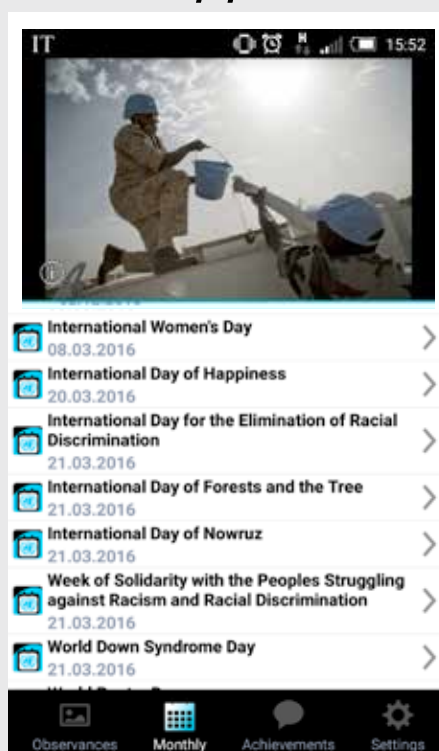 IT
H
15:52
International Women's Day
08.03.2016
International Day of Happiness
20.03.2016
International Day for the Elimination of Racial
Discrimination
21.03.2016
International Day of Forests and the Tree
21.03.2016
International Day of Nowruz
21.03.2016
Week of Solidarity with the Peoples Struggling
against Racism and Racial Discrimination
21.03.2016
World Down Syndrome Day
21.03.2016
Observances Monthly Achievements Settings